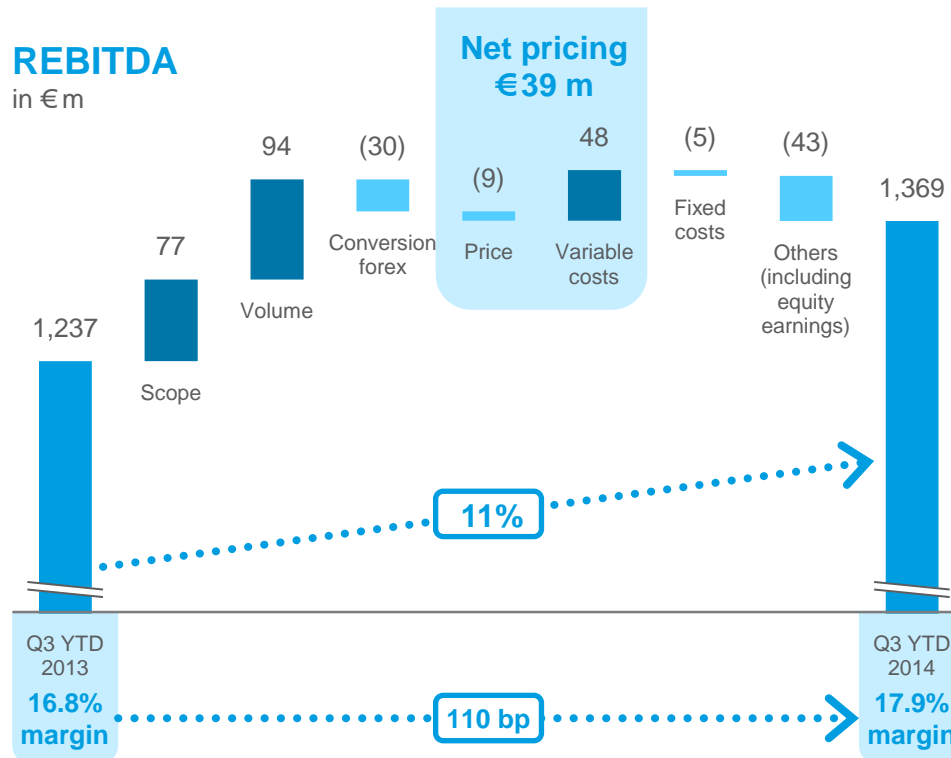 REBITDA
in € m
Net pricing
€39 m
1,237
77
Scope
94
Volume
(30)
Conversion
forex
(9)
Price
48
Variable
costs
(5)
Fixed
costs
(43)
Others
(including
equity
earnings)
1,369
11%
Q3 YTD
2013
16.8%
margin
110 bp
Q3 YTD
2014
17.9%
margin